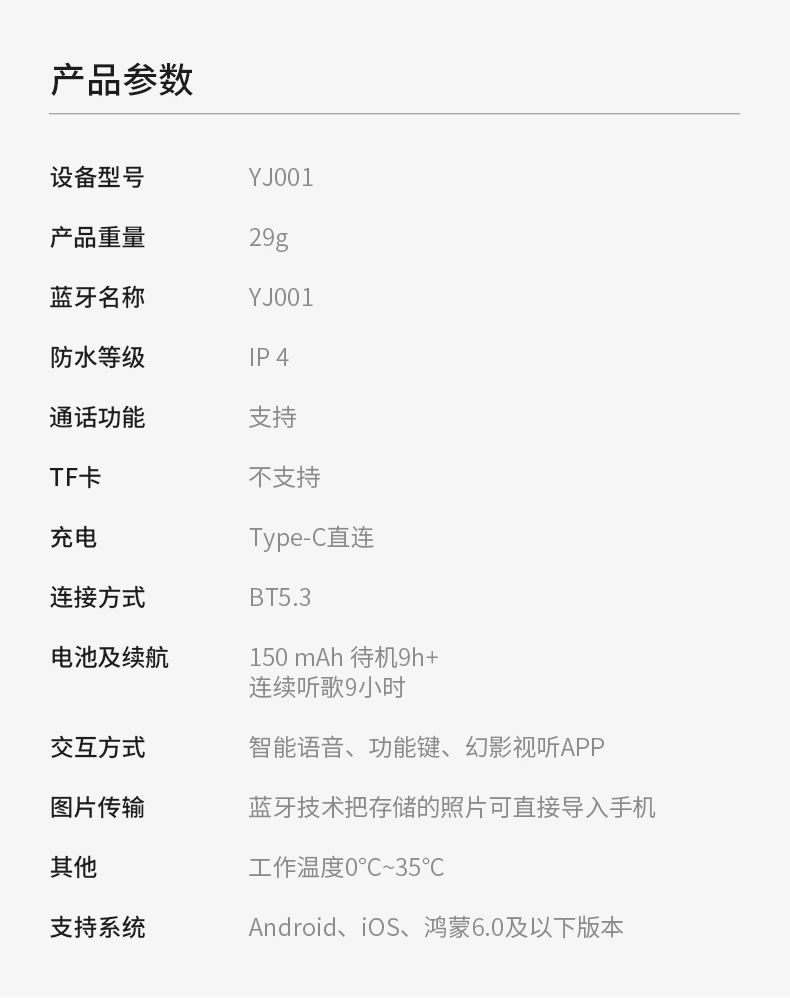 产品参数
设备型号 YJ001
产品重量 29g
蓝牙名称 YJ001
防水等级 IP 4
通话功能 支持
TF卡 不支持
充电 Type-C直连
连接方式 BT5.3
电池及续航 150 mAh 待机9h+
连续听歌9小时
交互方式 智能语音、功能键、幻影视听APP
图片传输 蓝牙技术把存储的照片可直接导入手机
其他 工作温度0℃~35℃
支持系统 Android、iOS、鸿蒙6.0及以下版本